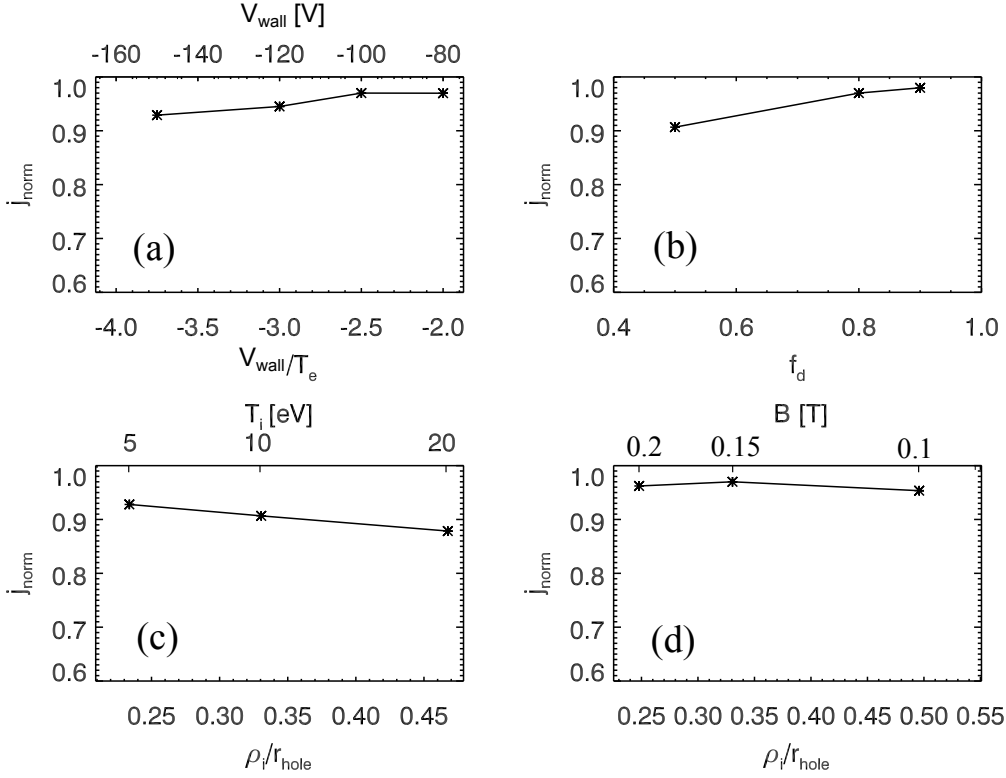 V_wall [V]
-160 -140 -120 -100 -80
1.0
0.9
0.8
0.7
0.6
j_norm
(a)
-4.0 -3.5 -3.0 -2.5 -2.0
V_wall/T_e
1.0
0.9
0.8
0.7
0.6
j_norm
(b)
0.4 0.6 0.8 1.0
f_d
T_i [eV]
5 10 20
1.0
0.9
0.8
0.7
0.6
j_norm
(c)
0.25 0.30 0.35 0.40 0.45
ρ_i/r_hole
B [T]
0.2 0.15 0.1
1.0
0.9
0.8
0.7
0.6
j_norm
(d)
0.25 0.30 0.35 0.40 0.45 0.50 0.55
ρ_i/r_hole